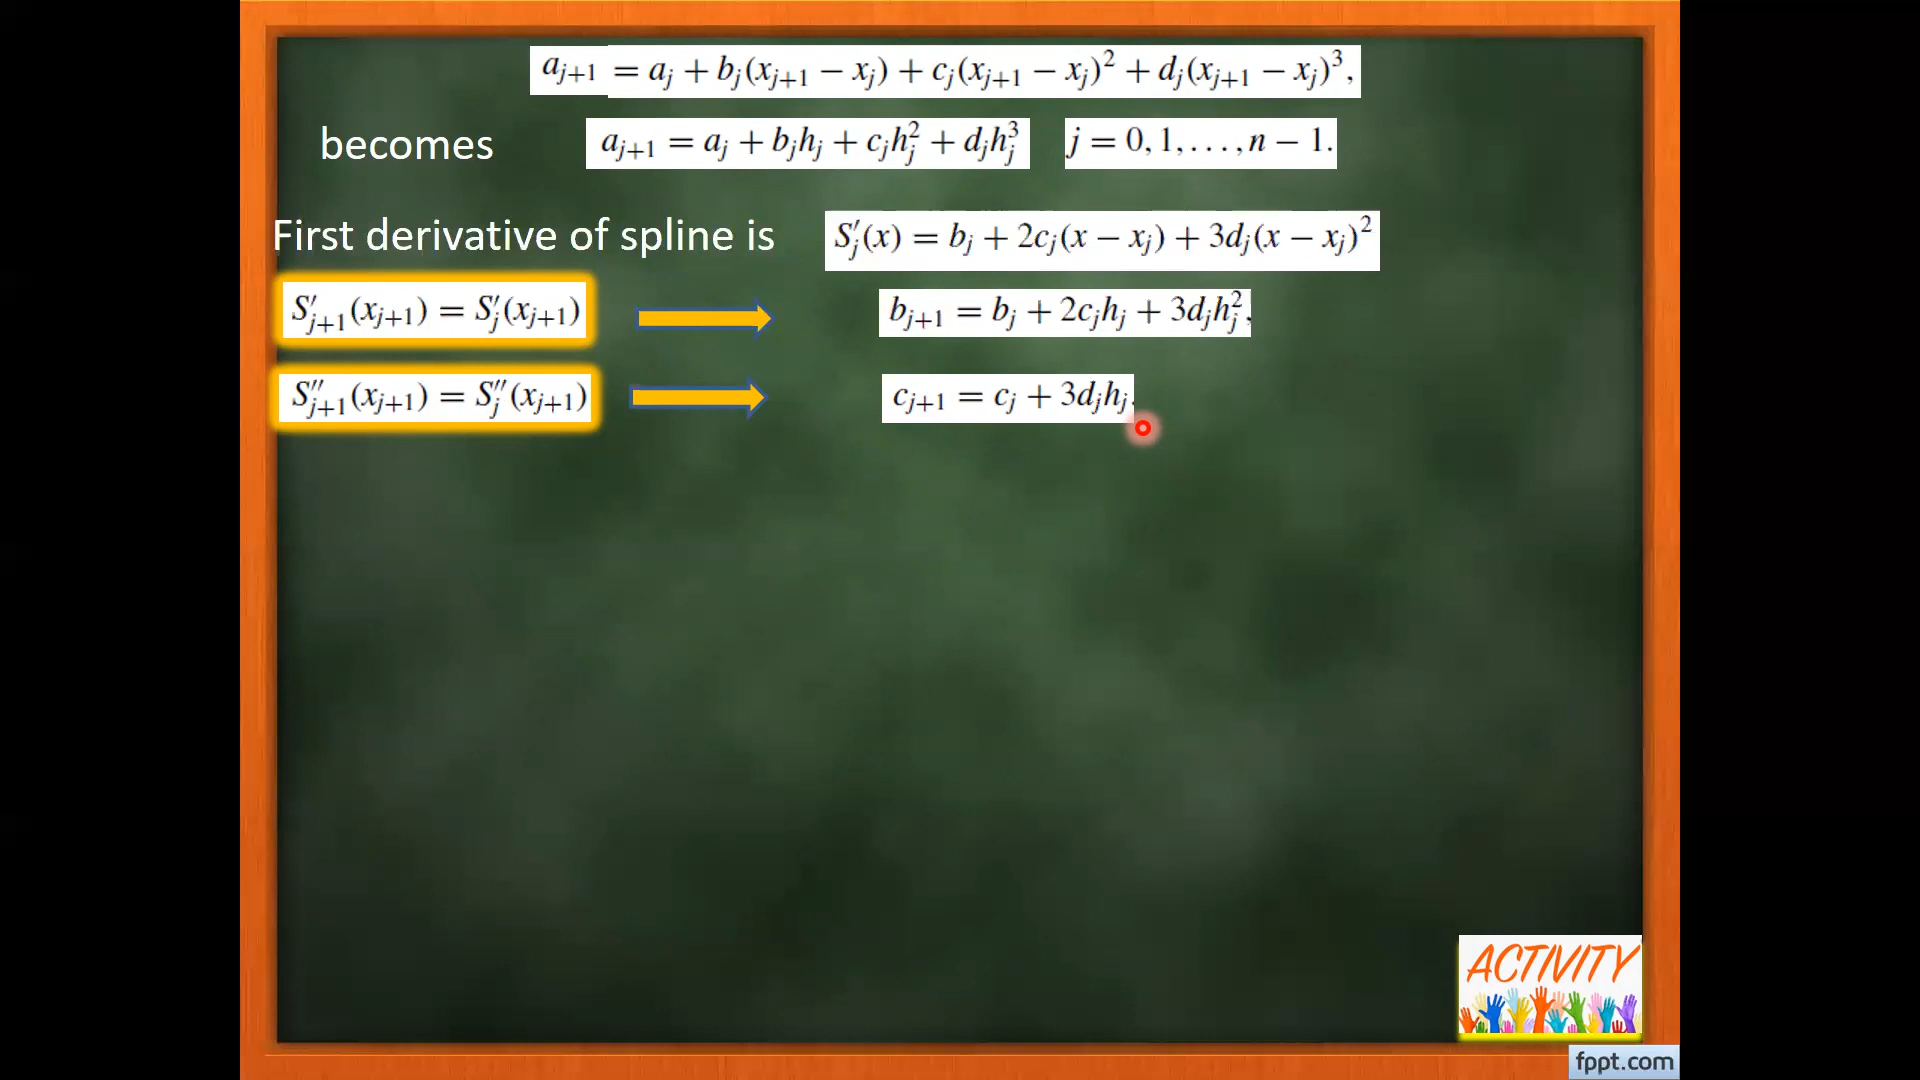 a_{j+1} = a_j + b_j(x_{j+1} − x_j) + c_j(x_{j+1} − x_j)^2 + d_j(x_{j+1} − x_j)^3,
becomes a_{j+1} = a_j + b_jh_j + c_jh_j^2 + d_jh_j^3 j = 0, 1, . . . , n − 1.
First derivative of spline is S′_j(x) = b_j + 2c_j(x − x_j) + 3d_j(x − x_j)^2
S′_{j+1}(x_{j+1}) = S′_j(x_{j+1}) b_{j+1} = b_j + 2c_jh_j + 3d_jh_j^2,
S″_{j+1}(x_{j+1}) = S″_j(x_{j+1}) c_{j+1} = c_j + 3d_jh_j.
ACTIVITY
fppt.com